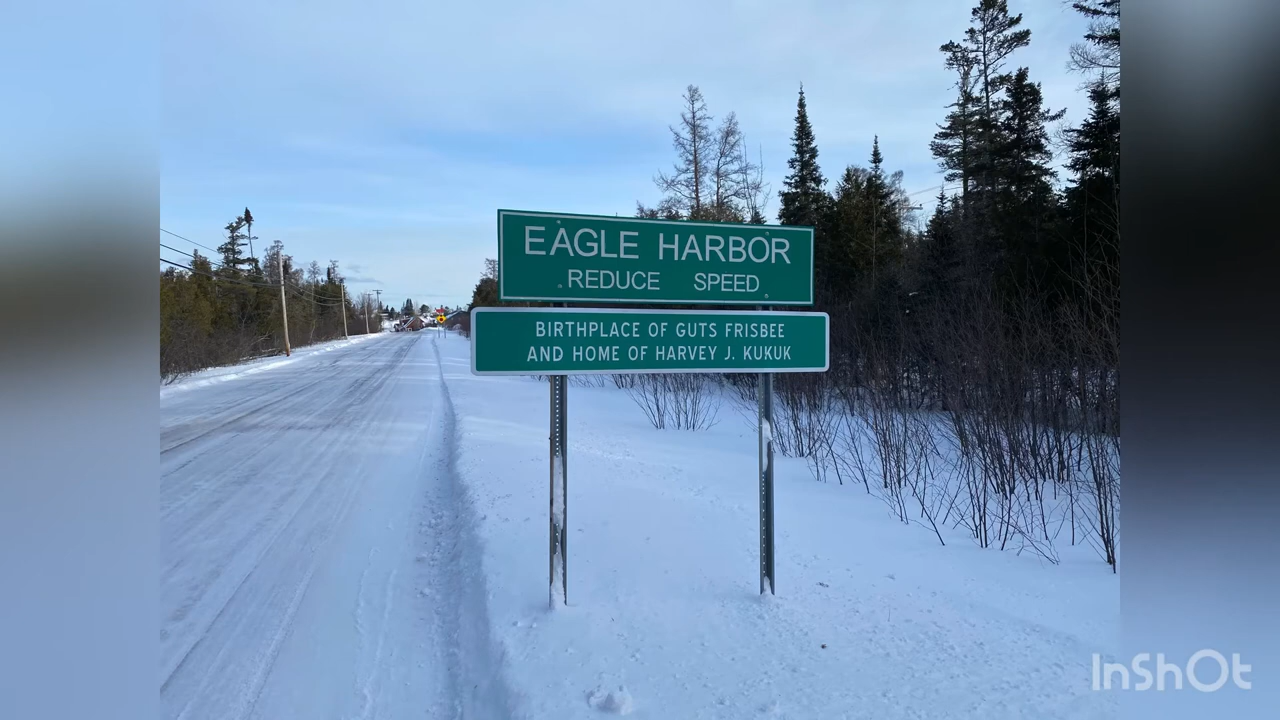 EAGLE HARBOR
REDUCE SPEED
BIRTHPLACE OF GUTS FRISBEE
AND HOME OF HARVEY J. KUKUK
InShOt